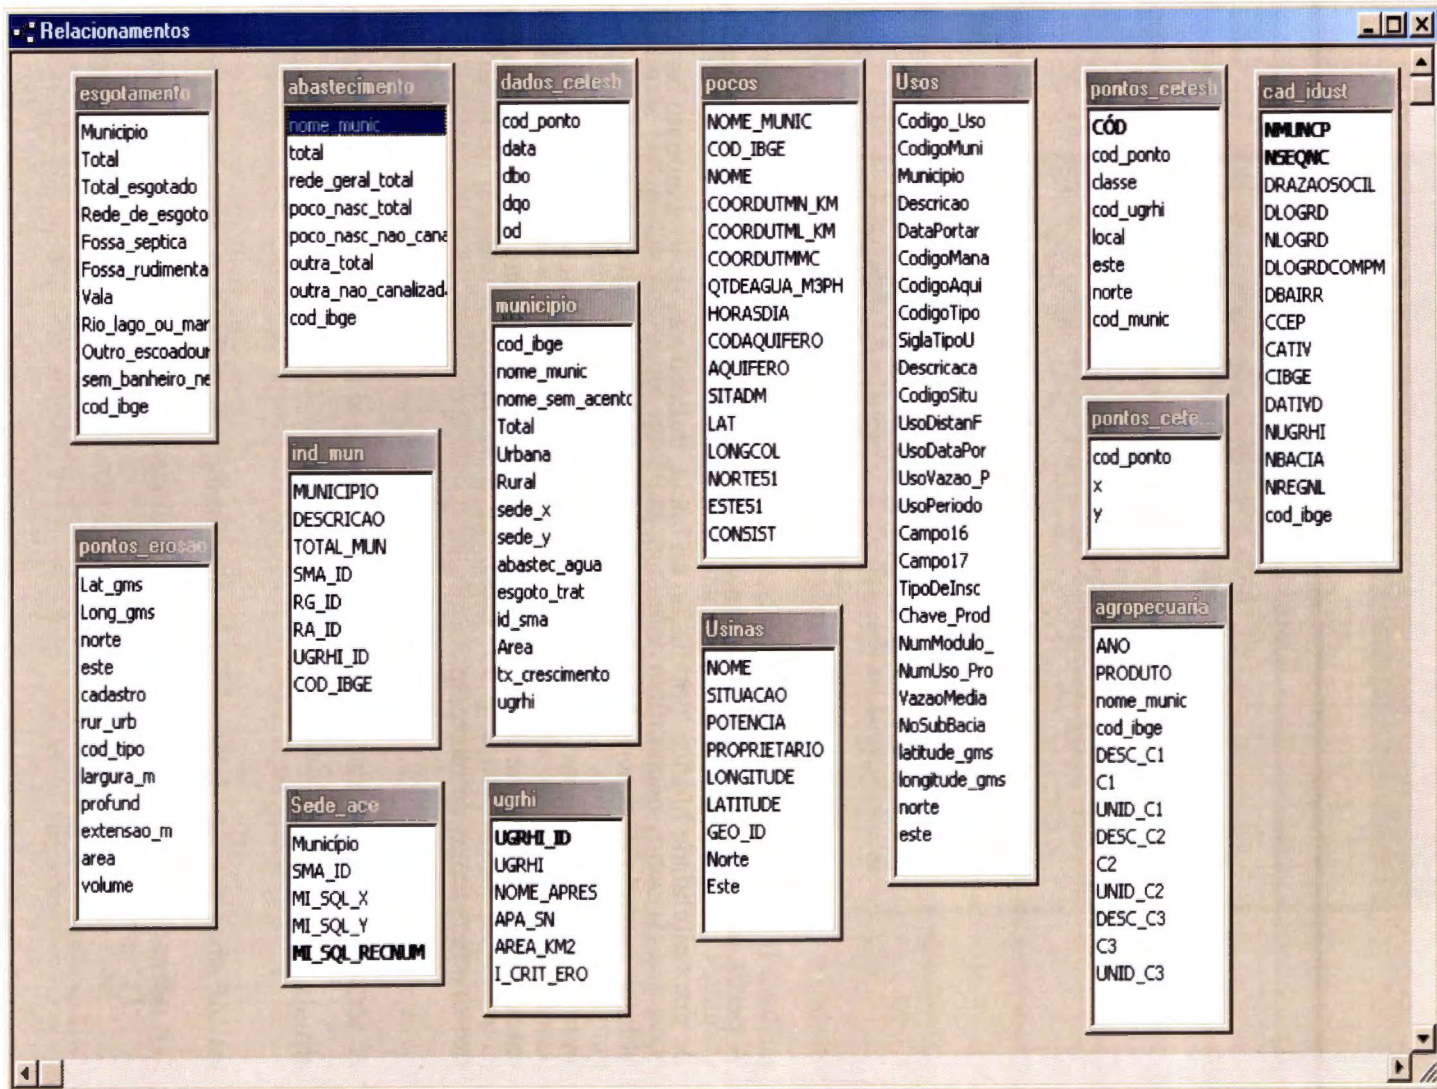 Relacionamentos
esgotamento
Municipio
Total
Total_esgotado
Rede_de_esgoto
Fossa_septica
Fossa_rudimenta
Vala
Rio_lago_ou_mar
Outro_escoadour
sem_banheiro_ne
cod_ibge
abastecimento
nome_munic
total
rede_geral_total
poco_nasc_total
poco_nasc_nao_cana
outra_total
outra_nao_canalizad
cod_ibge
dados_cetesb
cod_ponto
data
dbo
dqo
od
municipio
cod_ibge
nome_munic
nome_sem_acento
Total
Urbana
Rural
sede_x
sede_y
abastec_agua
esgoto_trat
id_sma
Area
tx_crescimento
ugrhi
pocos
NOME_MUNIC
COD_IBGE
NOME
COORDUTMN_KM
COORDUTML_KM
COORDUTMMC
QTDEAGUA_M3PH
HORASDIA
CODAQUIFERO
AQUIFERO
SITADM
LAT
LONGCOL
NORTE51
ESTE51
CONSIST
Usos
Codigo_Uso
CodigoMuni
Municipio
Descricao
DataPortar
CodigoMana
CodigoAqui
CodigoTipo
SiglaTipoU
Descricaca
CodigoSitu
UsoDistanF
UsoDataPor
UsoVazao_P
UsoPeriodo
Campo16
Campo17
TipoDeInsc
Chave_Prod
NumModulo_
NumUso_Pro
VazaoMedia
NoSubBacia
latitude_gms
longitude_gms
norte
este
pontos_cetesb
CÓD
cod_ponto
classe
cod_ugrhi
local
este
norte
cod_munic
cad_idust
NMUNCP
NSEQNC
DRAZAOSOCIL
DLOGRD
NLOGRD
DLOGRDCOMPM
DBAIRR
CCEP
CATIV
CIBGE
DATIVD
NUGRHI
NBACIA
NREGNL
cod_ibge
pontos_cete...
cod_ponto
x
y
ind_mun
MUNICIPIO
DESCRICAO
TOTAL_MUN
SMA_ID
RG_ID
RA_ID
UGRHI_ID
COD_IBGE
pontos_erosao
Lat_gms
Long_gms
norte
este
cadastro
rur_urb
cod_tipo
largura_m
profund
extensao_m
area
volume
Sede_ace
Município
SMA_ID
MI_SQL_X
MI_SQL_Y
MI_SQL_RECNUM
ugrhi
UGRHI_ID
UGRHI
NOME_APRES
APA_SN
AREA_KM2
I_CRIT_ERO
Usinas
NOME
SITUACAO
POTENCIA
PROPRIETARIO
LONGITUDE
LATITUDE
GEO_ID
Norte
Este
agropecuaria
ANO
PRODUTO
nome_munic
cod_ibge
DESC_C1
C1
UNID_C1
DESC_C2
C2
UNID_C2
DESC_C3
C3
UNID_C3